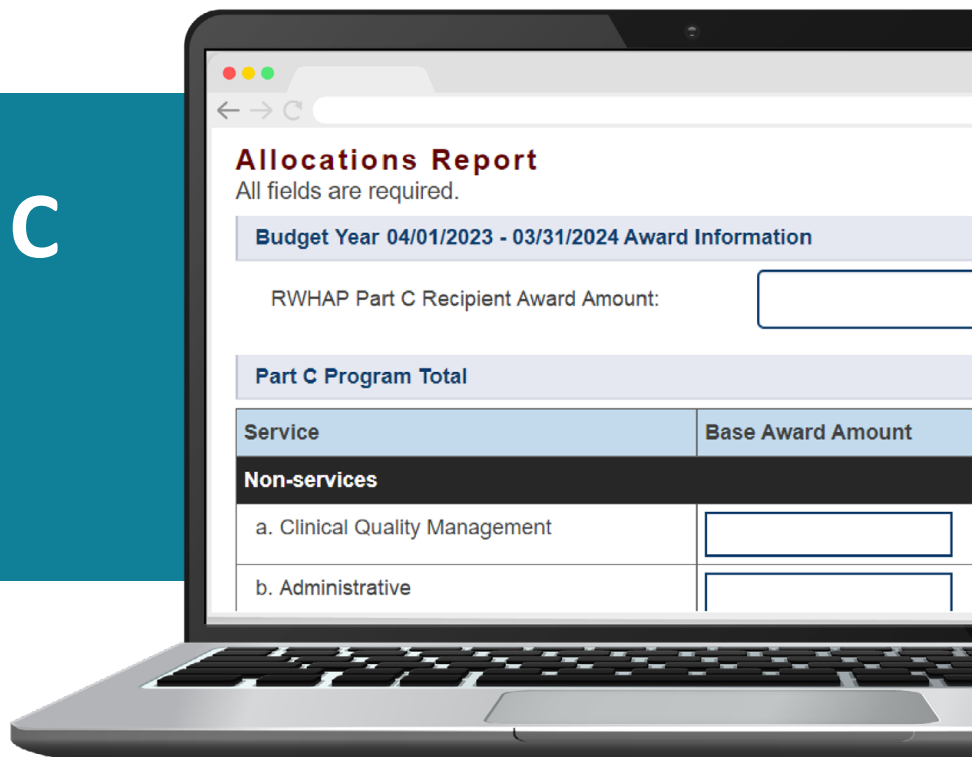 C
Allocations Report
All fields are required.
Budget Year 04/01/2023 - 03/31/2024 Award Information
RWHAP Part C Recipient Award Amount:
Part C Program Total
Service Base Award Amount
Non-services
a. Clinical Quality Management
b. Administrative